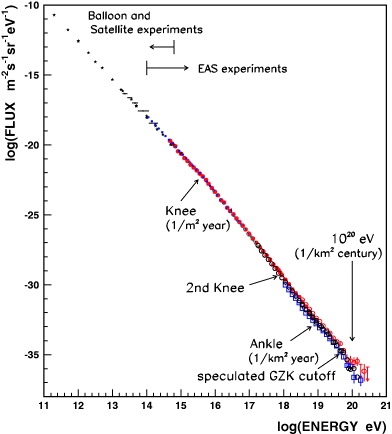 Balloon and
Satellite experiments
EAS experiments
Knee
(1/m² year)
10²⁰ eV
(1/km² century)
2nd Knee
Ankle
(1/km² year)
speculated GZK cutoff
log(FLUX m⁻²s⁻¹sr⁻¹eV⁻¹)
-10
-15
-20
-25
-30
-35
11 12 13 14 15 16 17 18 19 20 21
log(ENERGY eV)